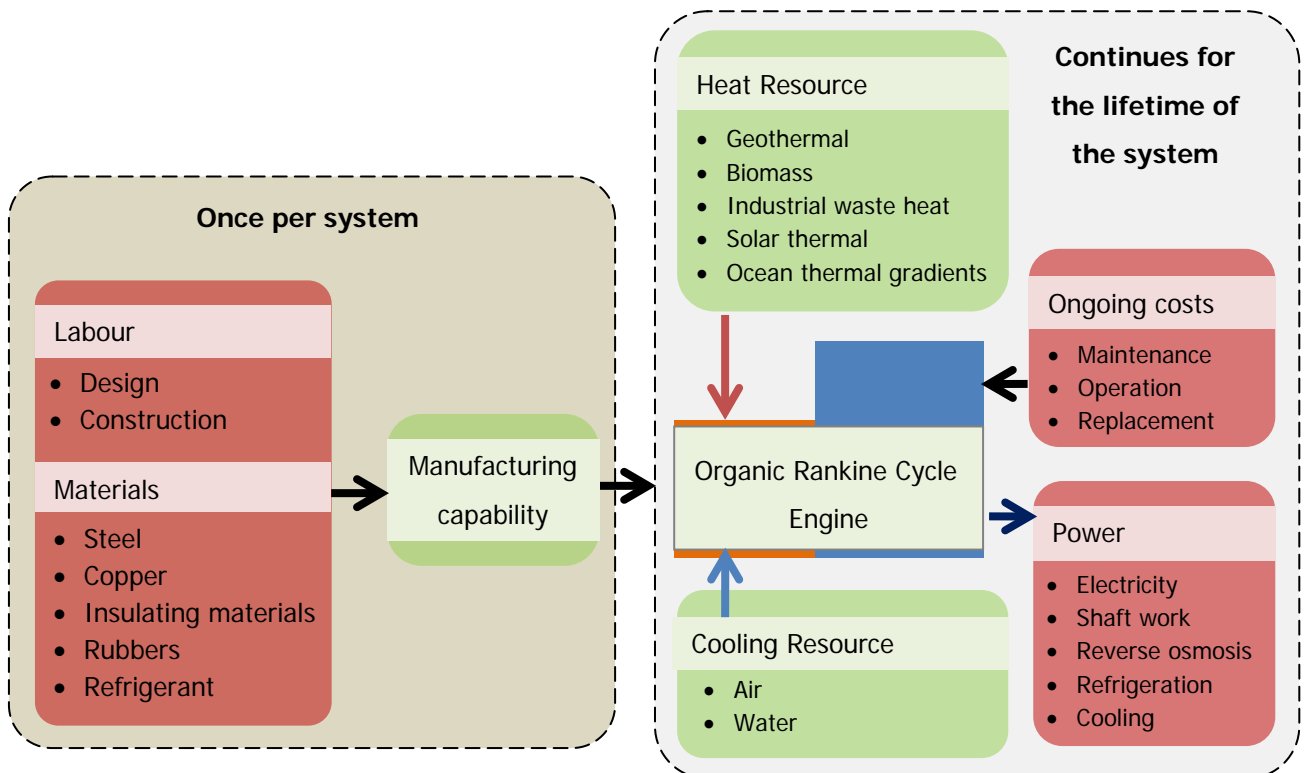 Once per system
Labour
• Design
• Construction
Materials
• Steel
• Copper
• Insulating materials
• Rubbers
• Refrigerant
Manufacturing
capability
Continues for
the lifetime of
the system
Heat Resource
• Geothermal
• Biomass
• Industrial waste heat
• Solar thermal
• Ocean thermal gradients
Ongoing costs
• Maintenance
• Operation
• Replacement
Organic Rankine Cycle
Engine
Power
• Electricity
• Shaft work
• Reverse osmosis
• Refrigeration
• Cooling
Cooling Resource
• Air
• Water